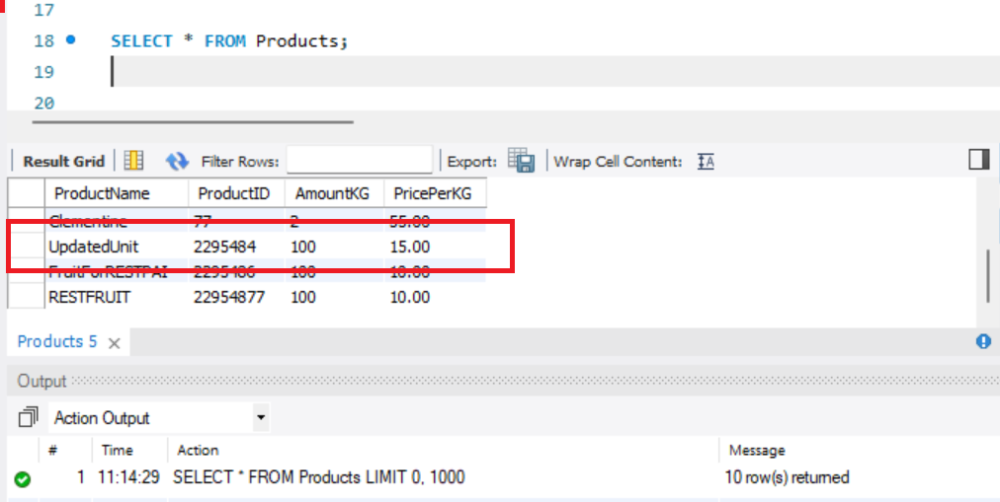 17
18 SELECT * FROM Products;
19
20
Result Grid Filter Rows: Export: Wrap Cell Content:
ProductName ProductID AmountKG PricePerKG
Clementine 77 2 55.00
UpdatedUnit 2295484 100 15.00
FruitForRESTPAI 2295486 100 10.00
RESTFRUIT 22954877 100 10.00
Products 5
Output
Action Output
# Time Action Message
1 11:14:29 SELECT * FROM Products LIMIT 0, 1000 10 row(s) returned